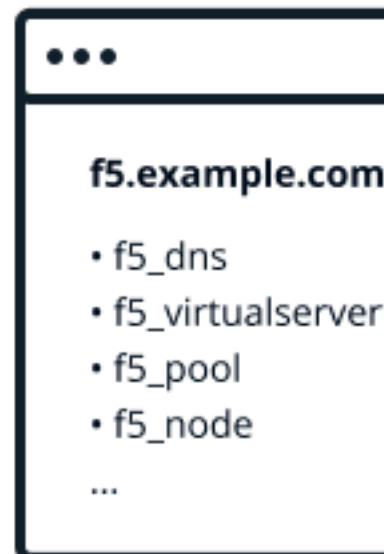 f5.example.com
• f5_dns
• f5_virtualserver
• f5_pool
• f5_node
...